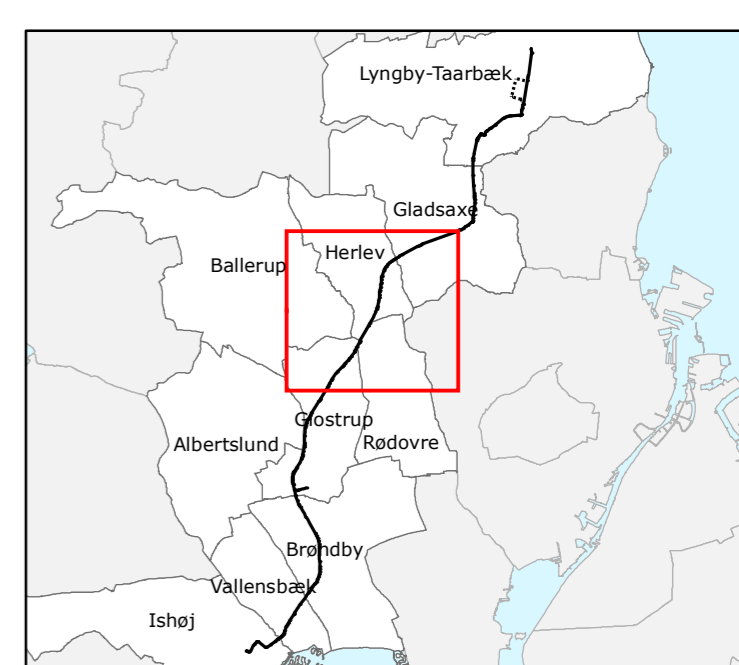 Lyngby-Taarbæk
Gladsaxe
Herlev
Ballerup
Glostrup
Albertslund
Rødovre
Brøndby
Vallensbæk
Ishøj